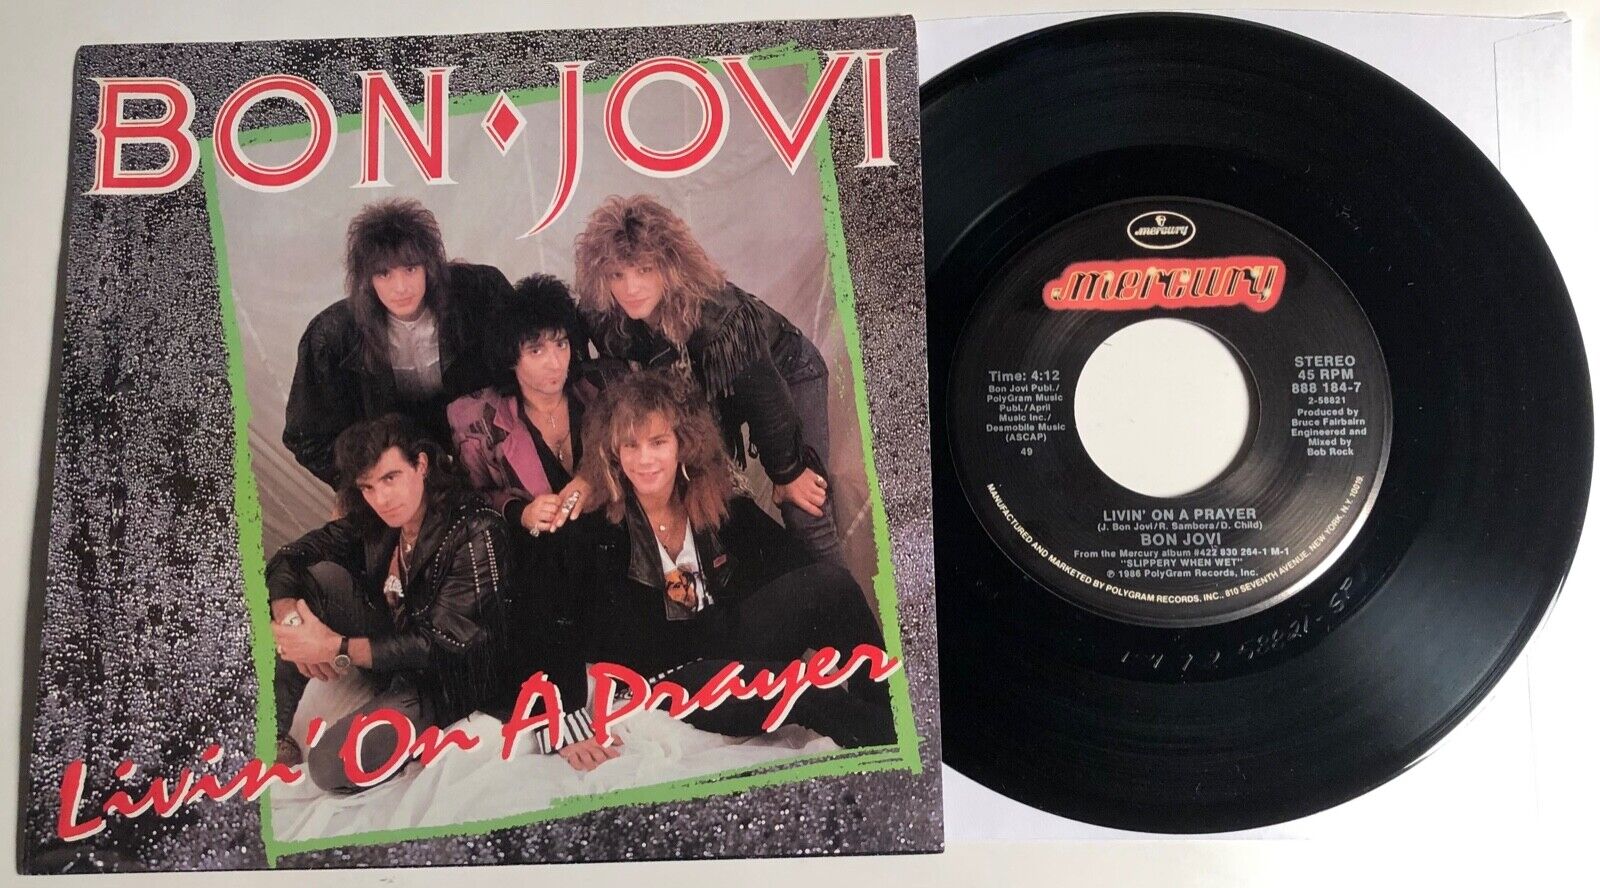 BON♦JOVI
Livin' On A Prayer
mercury
mercury
Time: 4:12
Bon Jovi Publ./
PolyGram Music
Publ./April
Music Inc./
Desmobile Music
(ASCAP)
49
STEREO
45 RPM
888 184-7
2-58821
Produced by
Bruce Fairbairn
Engineered and
Mixed by
Bob Rock
LIVIN' ON A PRAYER
(J. Bon Jovi/R. Sambora/D. Child)
BON JOVI
From the Mercury album #422 830 264-1 M-1
"SLIPPERY WHEN WET"
℗ 1986 PolyGram Records, Inc.
MANUFACTURED AND MARKETED BY POLYGRAM RECORDS, INC., 810 SEVENTH AVENUE, NEW YORK, N.Y. 10019
58821-SP